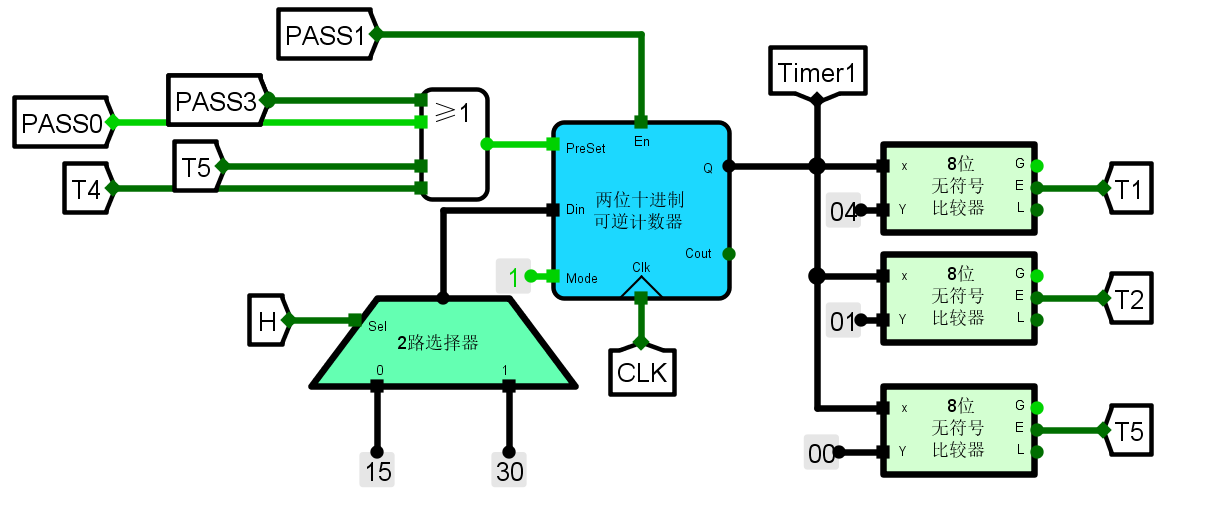 PASS1
Timer1
PASS3
PASS0
T5
T4
≥1
PreSet
En
Q
Din
两位十进制
可逆计数器
Cout
Mode
Clk
1
x
8位
无符号
比较器
G
E
L
Y
04
T1
x
8位
无符号
比较器
G
E
L
Y
01
T2
H
Sel
2路选择器
0
1
CLK
x
8位
无符号
比较器
G
E
L
Y
00
T5
15
30